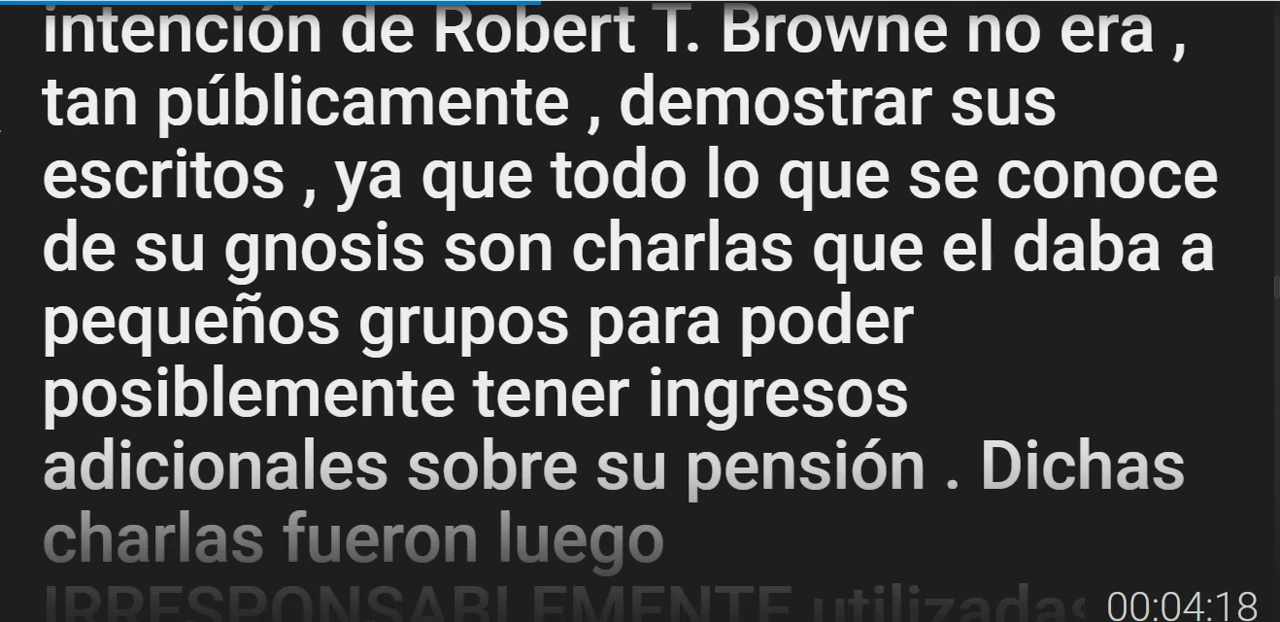 intención de Robert T. Browne no era ,
tan públicamente , demostrar sus
escritos , ya que todo lo que se conoce
de su gnosis son charlas que el daba a
pequeños grupos para poder
posiblemente tener ingresos
adicionales sobre su pensión . Dichas
charlas fueron luego
IRRESPONSABLEMENTE utilizadas
00:04:18